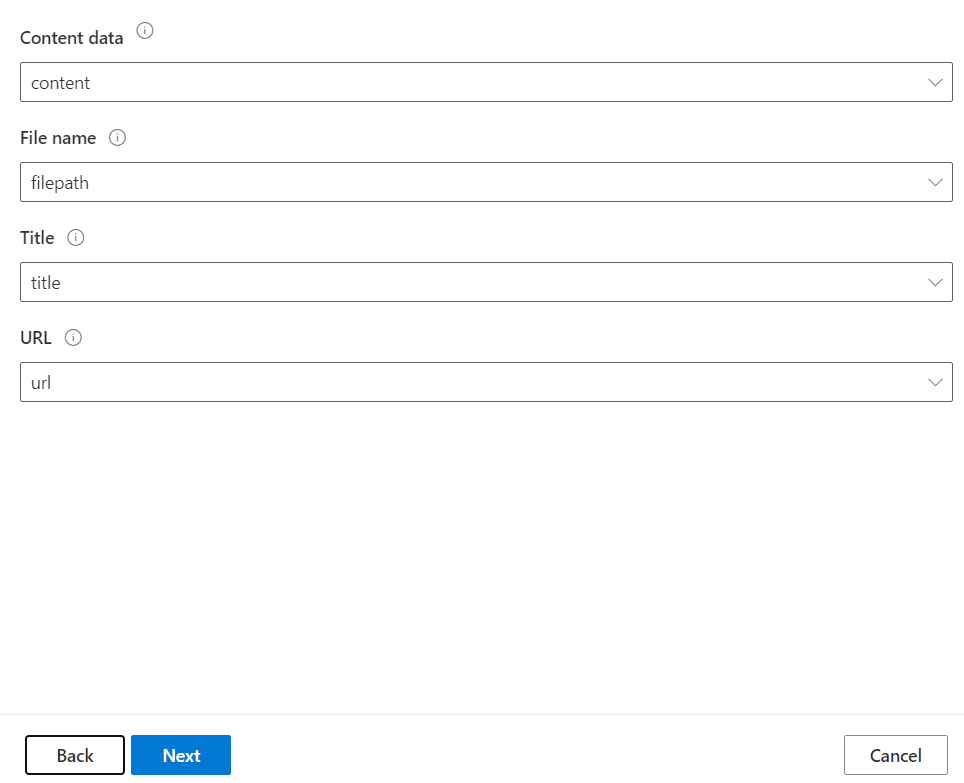 Content data
content
File name
filepath
Title
title
URL
url
Back Next Cancel